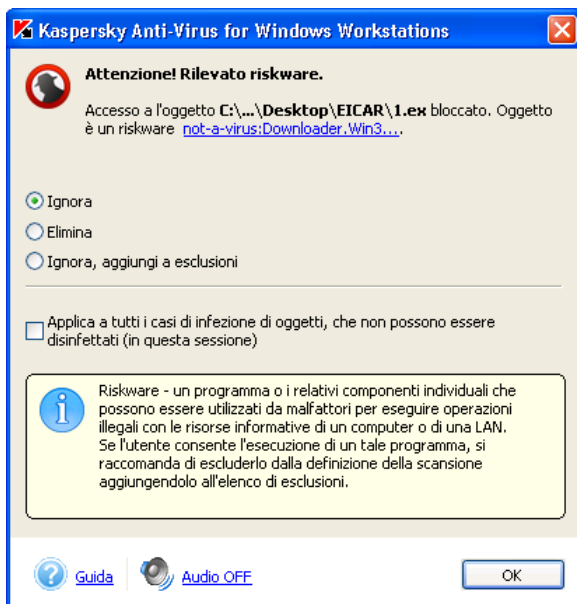 Kaspersky Anti-Virus for Windows Workstations
Attenzione! Rilevato riskware.
Accesso a l'oggetto C:\...\Desktop\EICAR\1.ex bloccato. Oggetto
è un riskware not-a-virus:Downloader.Win3....
Ignora
Elimina
Ignora, aggiungi a esclusioni
Applica a tutti i casi di infezione di oggetti, che non possono essere
disinfettati (in questa sessione)
Riskware - un programma o i relativi componenti individuali che
possono essere utilizzati da malfattori per eseguire operazioni
illegali con le risorse informative di un computer o di una LAN.
Se l'utente consente l'esecuzione di un tale programma, si
raccomanda di escluderlo dalla definizione della scansione
aggiungendolo all'elenco di esclusioni.
Guida
Audio OFF
OK